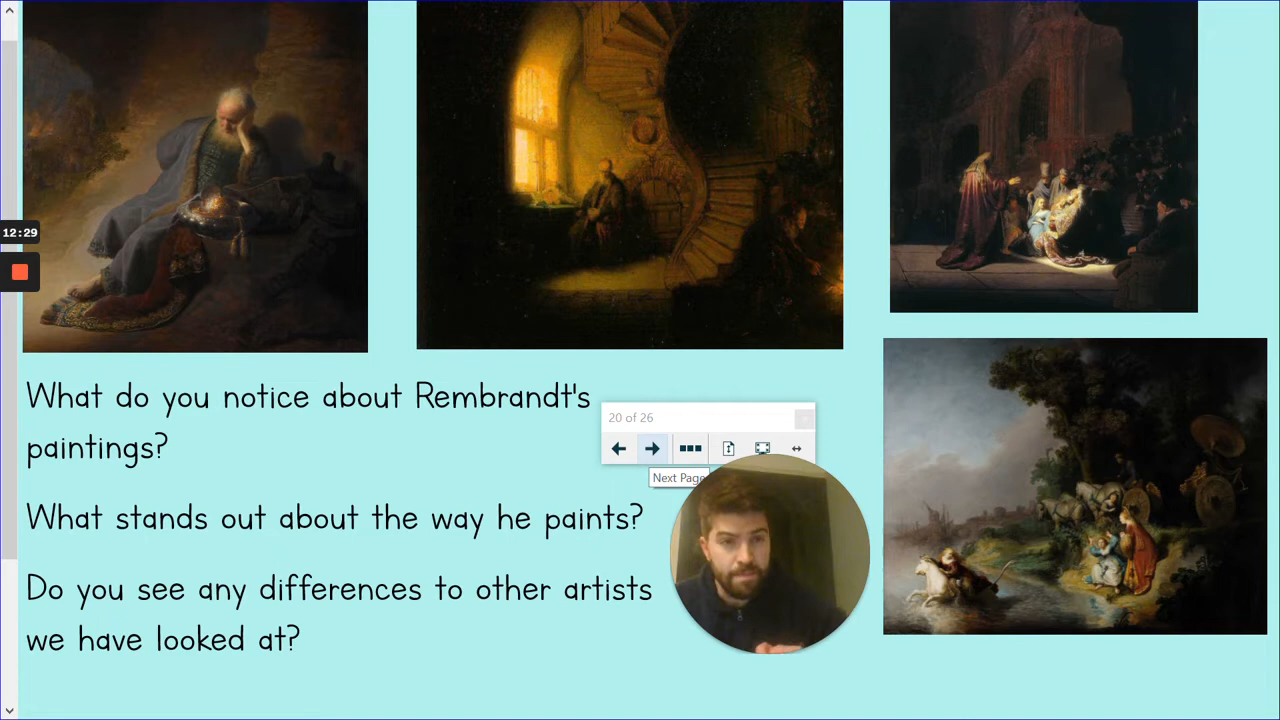 12:29
What do you notice about Rembrandt's
paintings?
20 of 26
Next Page
What stands out about the way he paints?
Do you see any differences to other artists
we have looked at?